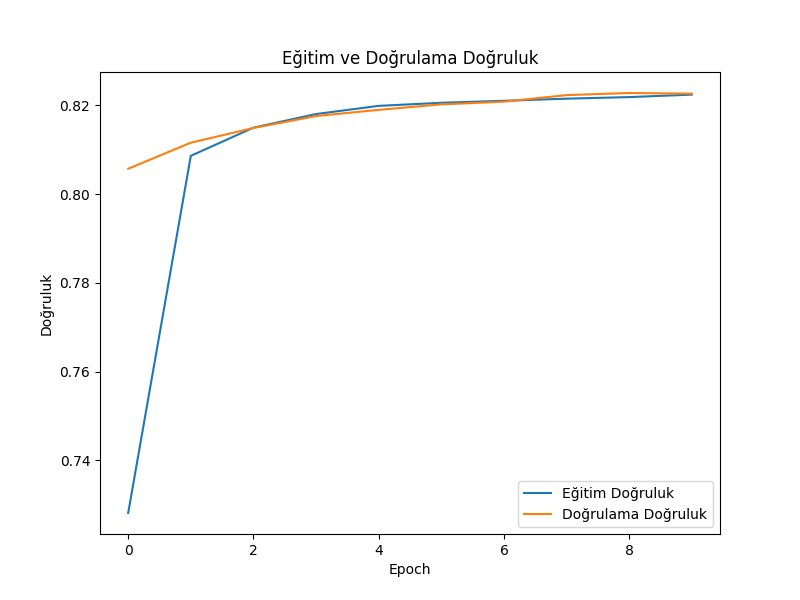 Eğitim ve Doğrulama Doğruluk
Doğruluk
0.82
0.80
0.78
0.76
0.74
0
2
4
6
8
Epoch
Eğitim Doğruluk
Doğrulama Doğruluk